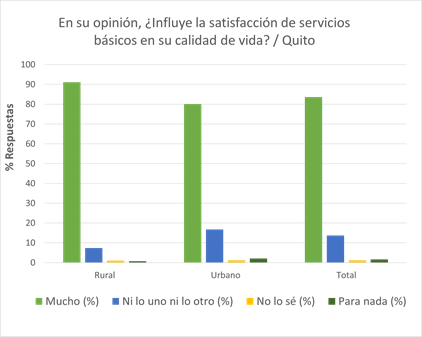 En su opinión, ¿Influye la satisfacción de servicios
básicos en su calidad de vida? / Quito
% Respuestas
100
90
80
70
60
50
40
30
20
10
0
Rural Urbano Total
Mucho (%) Ni lo uno ni lo otro (%) No lo sé (%) Para nada (%)